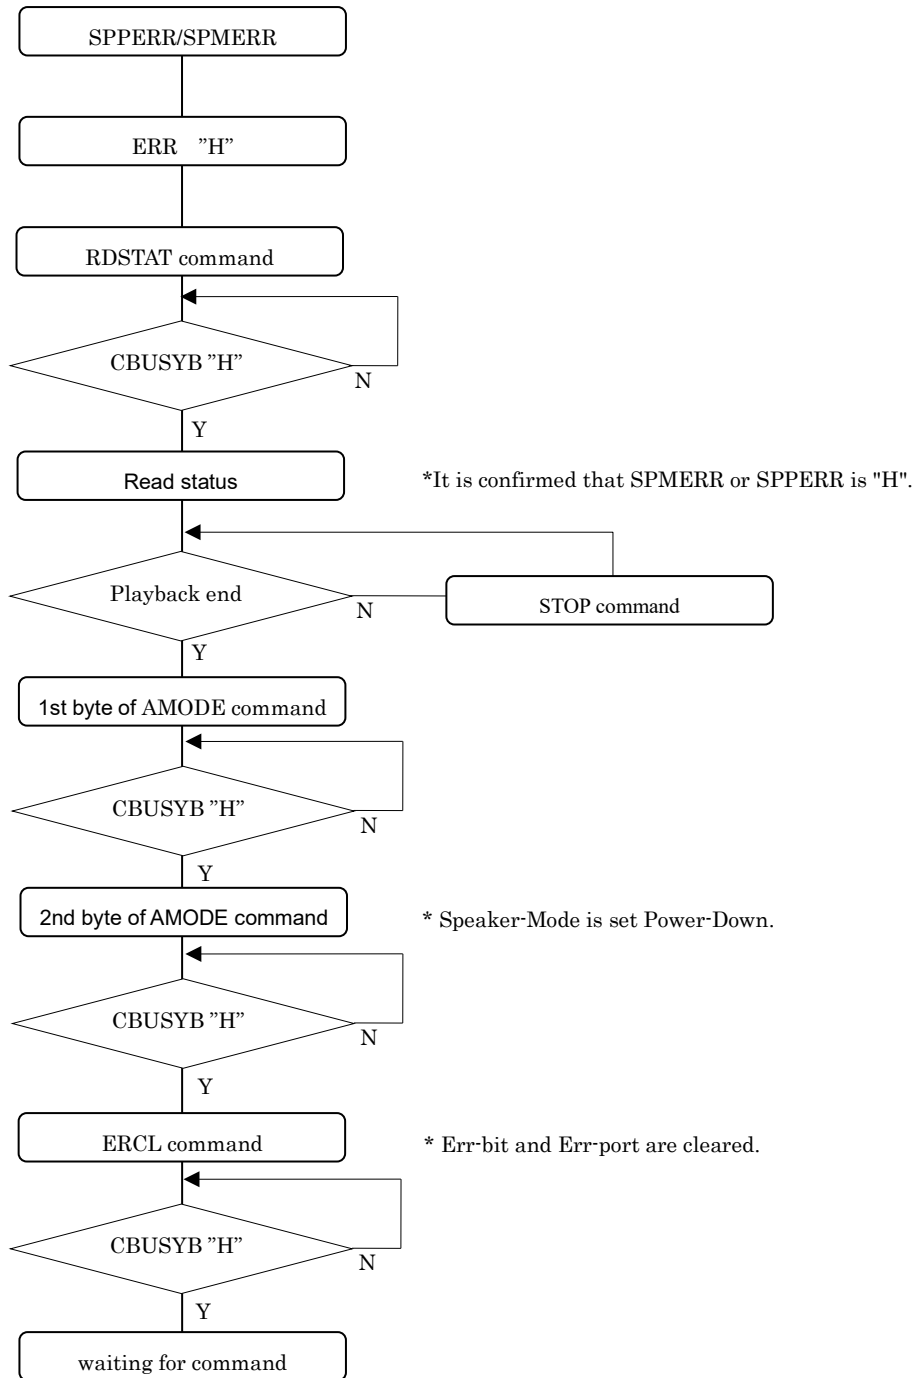 SPPERR/SPMERR
ERR ”H”
RDSTAT command
CBUSYB ”H”
N
Y
Read status
*It is confirmed that SPMERR or SPPERR is "H".
Playback end
N
STOP command
Y
1st byte of AMODE command
CBUSYB ”H”
N
Y
2nd byte of AMODE command
* Speaker-Mode is set Power-Down.
CBUSYB ”H”
N
Y
ERCL command
* Err-bit and Err-port are cleared.
CBUSYB ”H”
N
Y
waiting for command